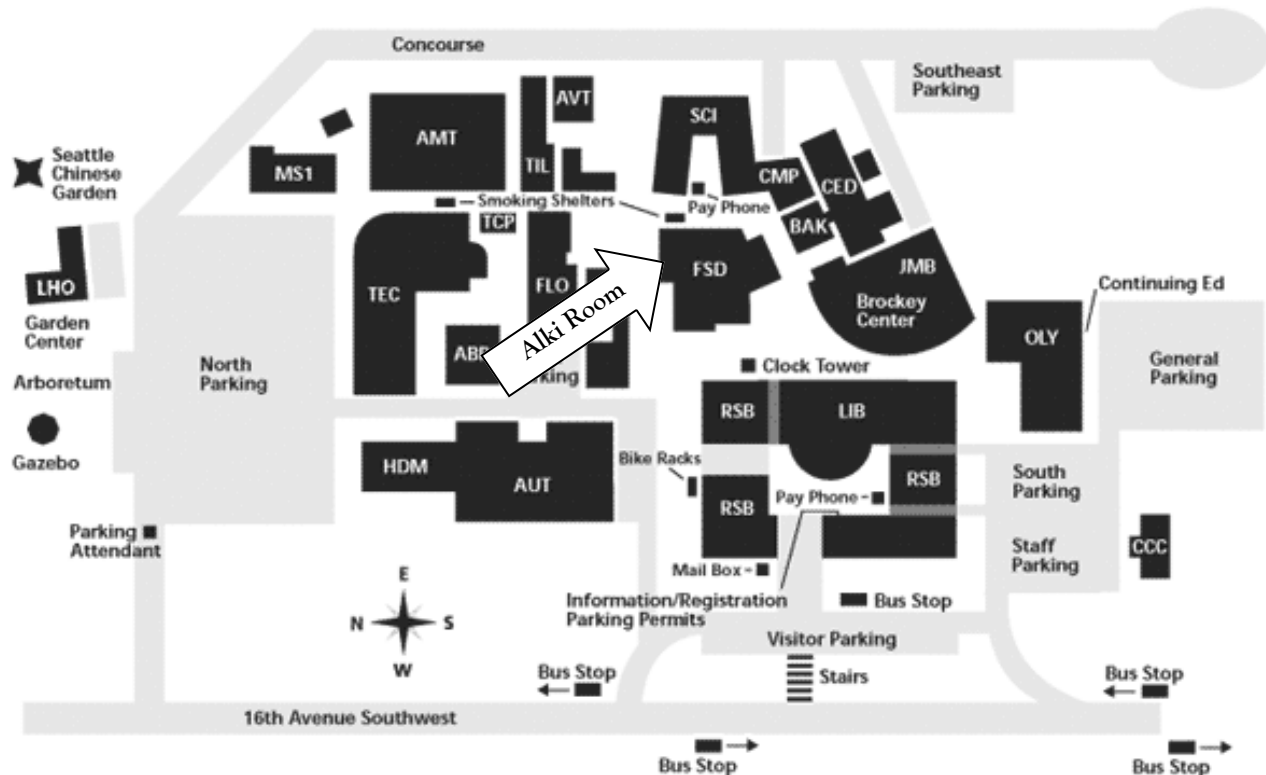 Concourse
Southeast
Parking
AVT
SCI
AMT
TIL
Seattle
Chinese
Garden
MS1
CMP
CED
Smoking Shelters
Pay Phone
TCP
BAK
FSD
JMB
LHO
TEC
FLO
Alki Room
Brockey
Center
Continuing Ed
Garden
Center
OLY
General
Parking
North
Parking
Clock Tower
Arboretum
RSB
LIB
Gazebo
HDM
AUT
Bike Racks
RSB
Pay Phone
RSB
South
Parking
Parking
Attendant
Staff
Parking
CCC
Mail Box
E
N
S
W
Information/Registration
Parking Permits
Bus Stop
Visitor Parking
Bus Stop
Stairs
Bus Stop
16th Avenue Southwest
Bus Stop
Bus Stop